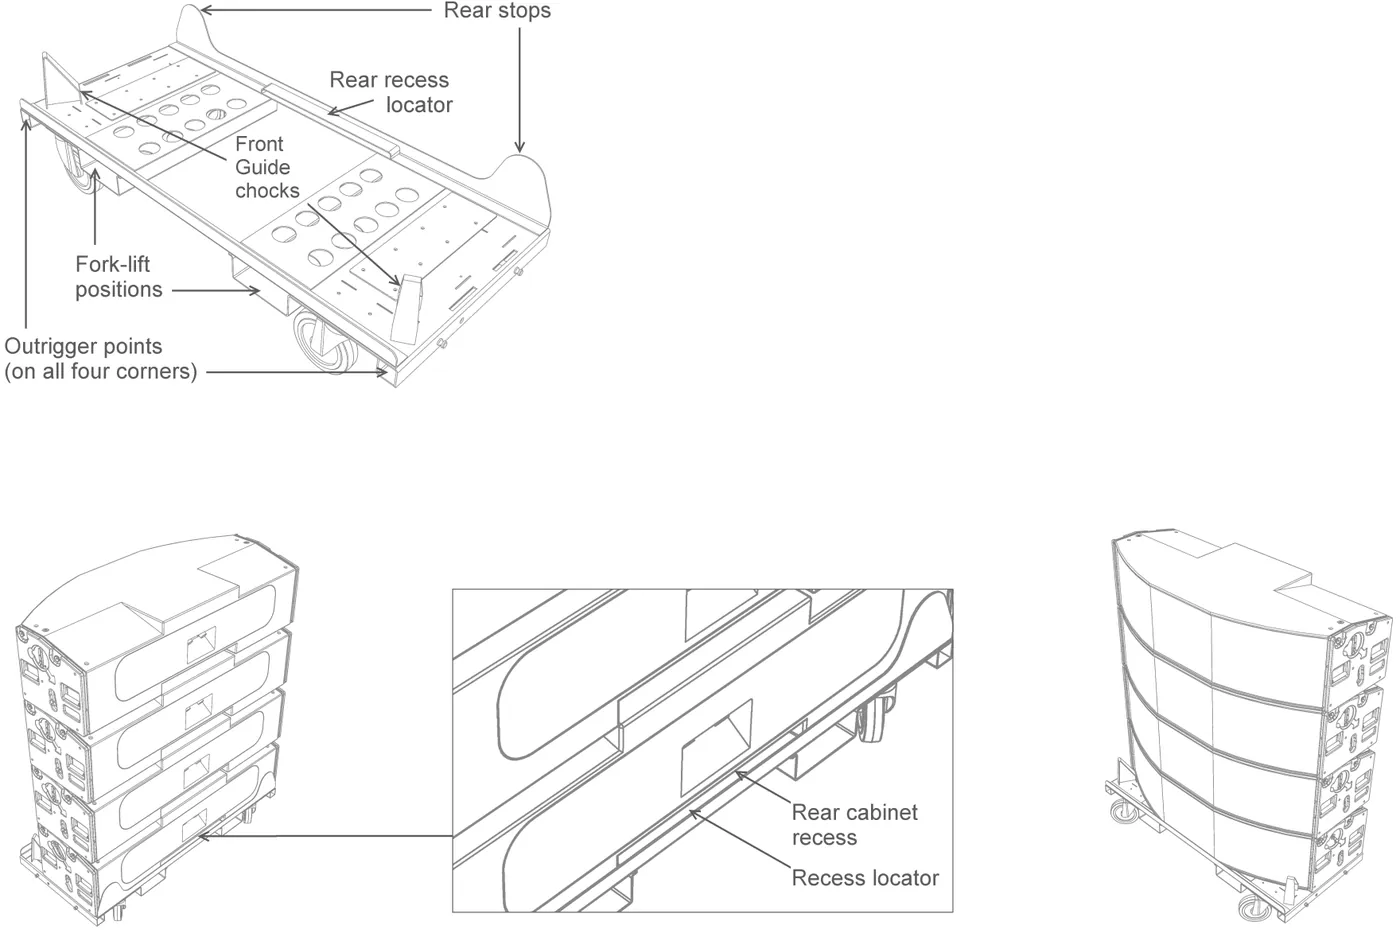 Rear stops
Rear recess
locator
Front
Guide
chocks
Fork-lift
positions
Outrigger points
(on all four corners)
Rear cabinet
recess
Recess locator